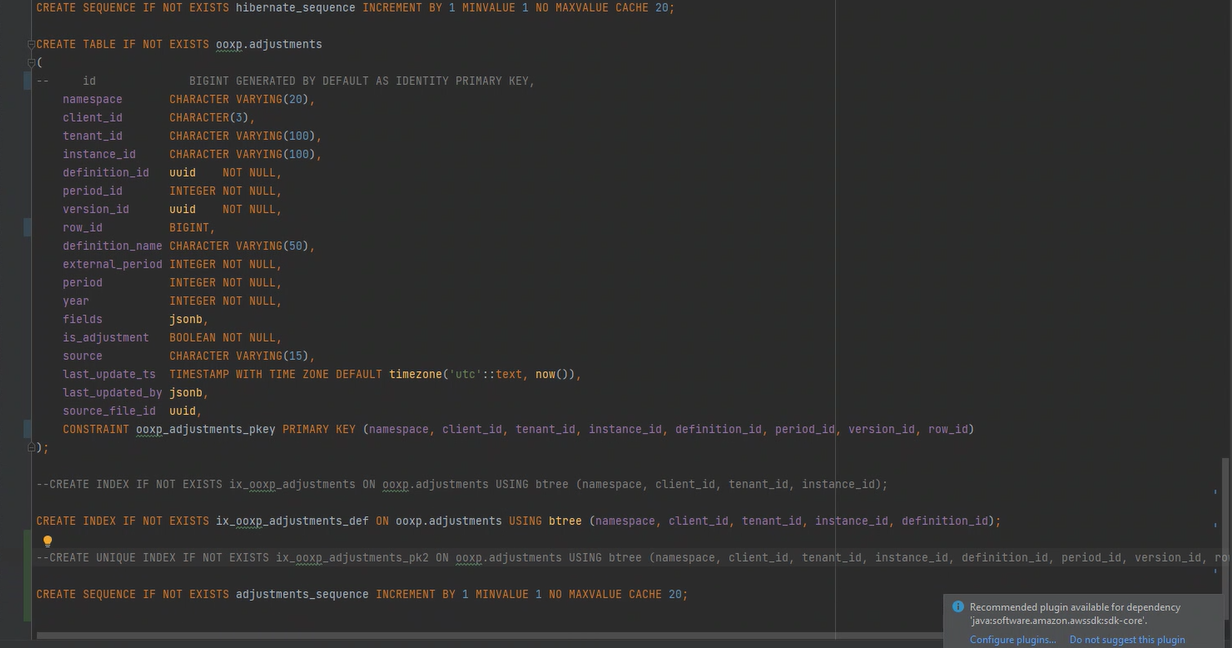 CREATE SEQUENCE IF NOT EXISTS hibernate_sequence INCREMENT BY 1 MINVALUE 1 NO MAXVALUE CACHE 20;
CREATE TABLE IF NOT EXISTS ooxp.adjustments
(
--     id              BIGINT GENERATED BY DEFAULT AS IDENTITY PRIMARY KEY,
    namespace       CHARACTER VARYING(20),
    client_id       CHARACTER(3),
    tenant_id       CHARACTER VARYING(100),
    instance_id     CHARACTER VARYING(100),
    definition_id   uuid    NOT NULL,
    period_id       INTEGER NOT NULL,
    version_id      uuid    NOT NULL,
    row_id          BIGINT,
    definition_name CHARACTER VARYING(50),
    external_period INTEGER NOT NULL,
    period          INTEGER NOT NULL,
    year            INTEGER NOT NULL,
    fields          jsonb,
    is_adjustment   BOOLEAN NOT NULL,
    source          CHARACTER VARYING(15),
    last_update_ts  TIMESTAMP WITH TIME ZONE DEFAULT timezone('utc'::text, now()),
    last_updated_by jsonb,
    source_file_id  uuid,
    CONSTRAINT ooxp_adjustments_pkey PRIMARY KEY (namespace, client_id, tenant_id, instance_id, definition_id, period_id, version_id, row_id)
);
--CREATE INDEX IF NOT EXISTS ix_ooxp_adjustments ON ooxp.adjustments USING btree (namespace, client_id, tenant_id, instance_id);
CREATE INDEX IF NOT EXISTS ix_ooxp_adjustments_def ON ooxp.adjustments USING btree (namespace, client_id, tenant_id, instance_id, definition_id);
--CREATE UNIQUE INDEX IF NOT EXISTS ix_ooxp_adjustments_pk2 ON ooxp.adjustments USING btree (namespace, client_id, tenant_id, instance_id, definition_id, period_id, version_id,
CREATE SEQUENCE IF NOT EXISTS adjustments_sequence INCREMENT BY 1 MINVALUE 1 NO MAXVALUE CACHE 20;
Recommended plugin available for dependency
'java:software.amazon.awssdk:sdk-core'.
Configure plugins... Do not suggest this plugin